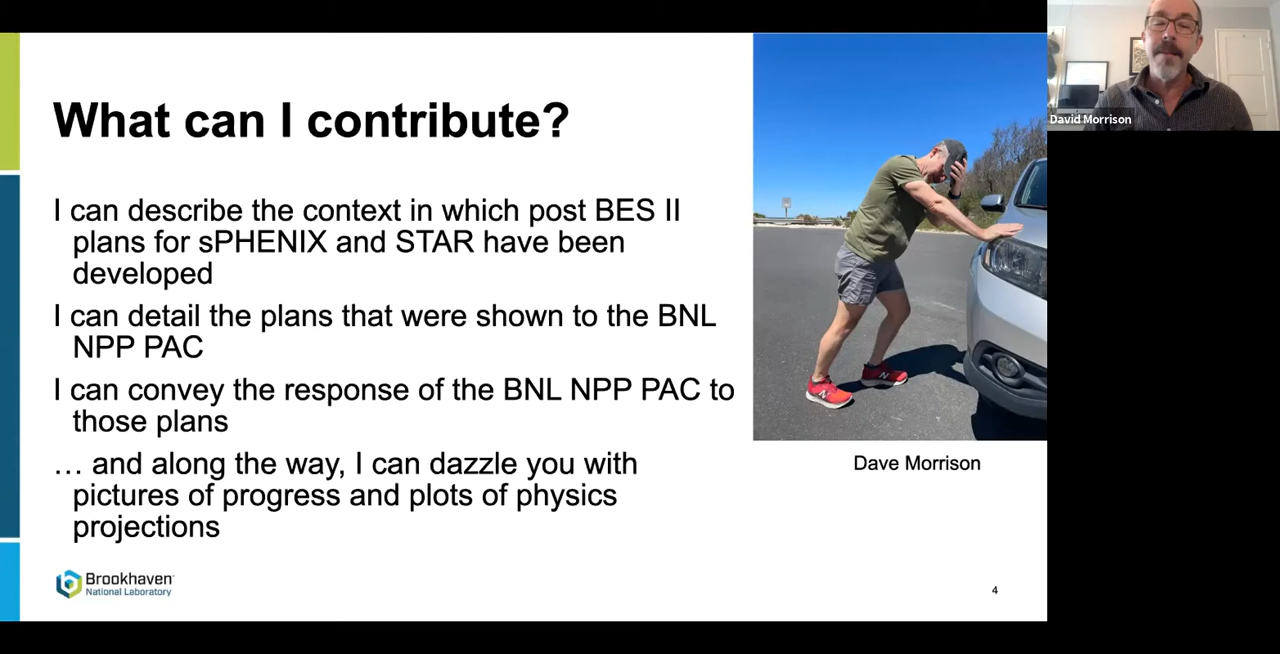 What can I contribute?
I can describe the context in which post BES II
plans for sPHENIX and STAR have been
developed
I can detail the plans that were shown to the BNL
NPP PAC
I can convey the response of the BNL NPP PAC to
those plans
… and along the way, I can dazzle you with
pictures of progress and plots of physics
projections
Dave Morrison
Brookhaven
National Laboratory
4
David Morrison